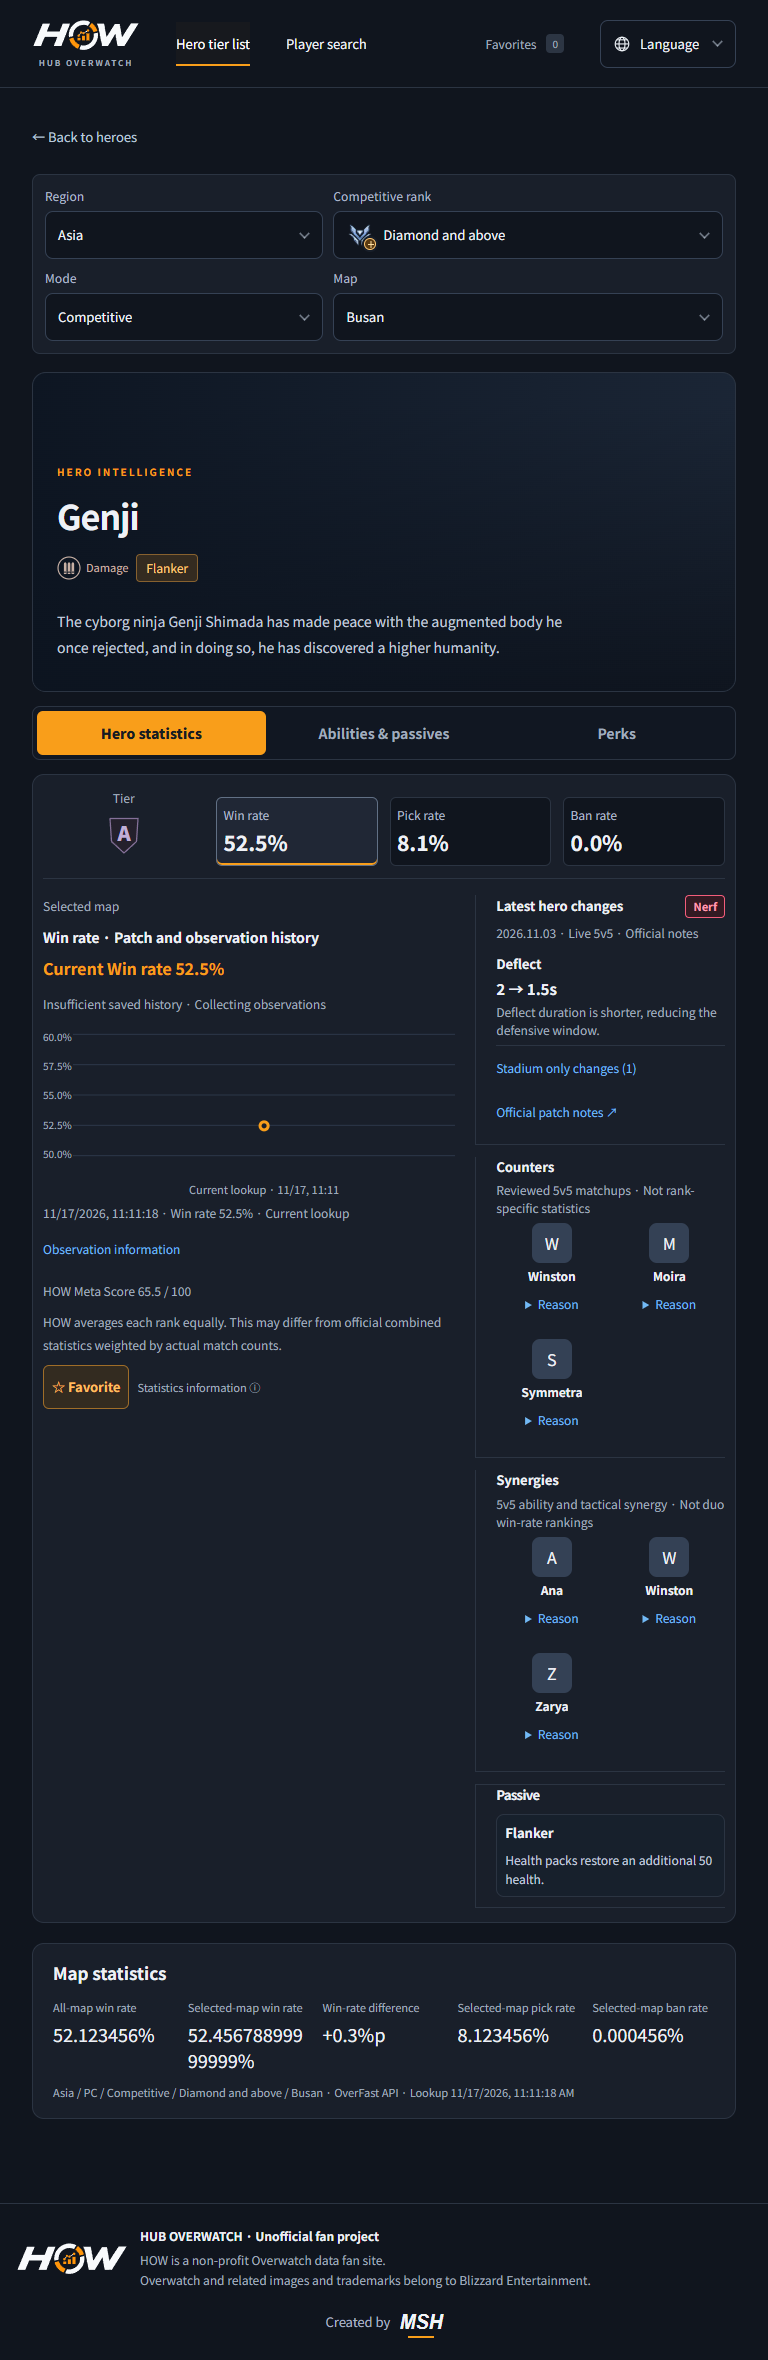 HOW
HUB OVERWATCH
Hero tier list
Player search
Favorites 0
Language
← Back to heroes
Region
Competitive rank
Asia
Diamond and above
Mode
Map
Competitive
Busan
HERO INTELLIGENCE
Genji
Damage
Flanker
The cyborg ninja Genji Shimada has made peace with the augmented body he
once rejected, and in doing so, he has discovered a higher humanity.
Hero statistics
Abilities & passives
Perks
Tier
A
Win rate
52.5%
Pick rate
8.1%
Ban rate
0.0%
Selected map
Win rate · Patch and observation history
Current Win rate 52.5%
Insufficient saved history · Collecting observations
60.0%
57.5%
55.0%
52.5%
50.0%
Current lookup · 11/17, 11:11
11/17/2026, 11:11:18 · Win rate 52.5% · Current lookup
Observation information
HOW Meta Score 65.5 / 100
HOW averages each rank equally. This may differ from official combined
statistics weighted by actual match counts.
☆ Favorite
Statistics information ⓘ
Latest hero changes
Nerf
2026.11.03 · Live 5v5 · Official notes
Deflect
2 → 1.5s
Deflect duration is shorter, reducing the
defensive window.
Stadium only changes (1)
Official patch notes ↗
Counters
Reviewed 5v5 matchups · Not rank-
specific statistics
W
M
Winston
Moira
▶ Reason
▶ Reason
S
Symmetra
▶ Reason
Synergies
5v5 ability and tactical synergy · Not duo
win-rate rankings
A
W
Ana
Winston
▶ Reason
▶ Reason
Z
Zarya
▶ Reason
Passive
Flanker
Health packs restore an additional 50
health.
Map statistics
All-map win rate
52.123456%
Selected-map win rate
52.456788999
99999%
Win-rate difference
+0.3%p
Selected-map pick rate
8.123456%
Selected-map ban rate
0.000456%
Asia / PC / Competitive / Diamond and above / Busan · OverFast API · Lookup 11/17/2026, 11:11:18 AM
HOW
HUB OVERWATCH · Unofficial fan project
HOW is a non-profit Overwatch data fan site.
Overwatch and related images and trademarks belong to Blizzard Entertainment.
Created by MSH